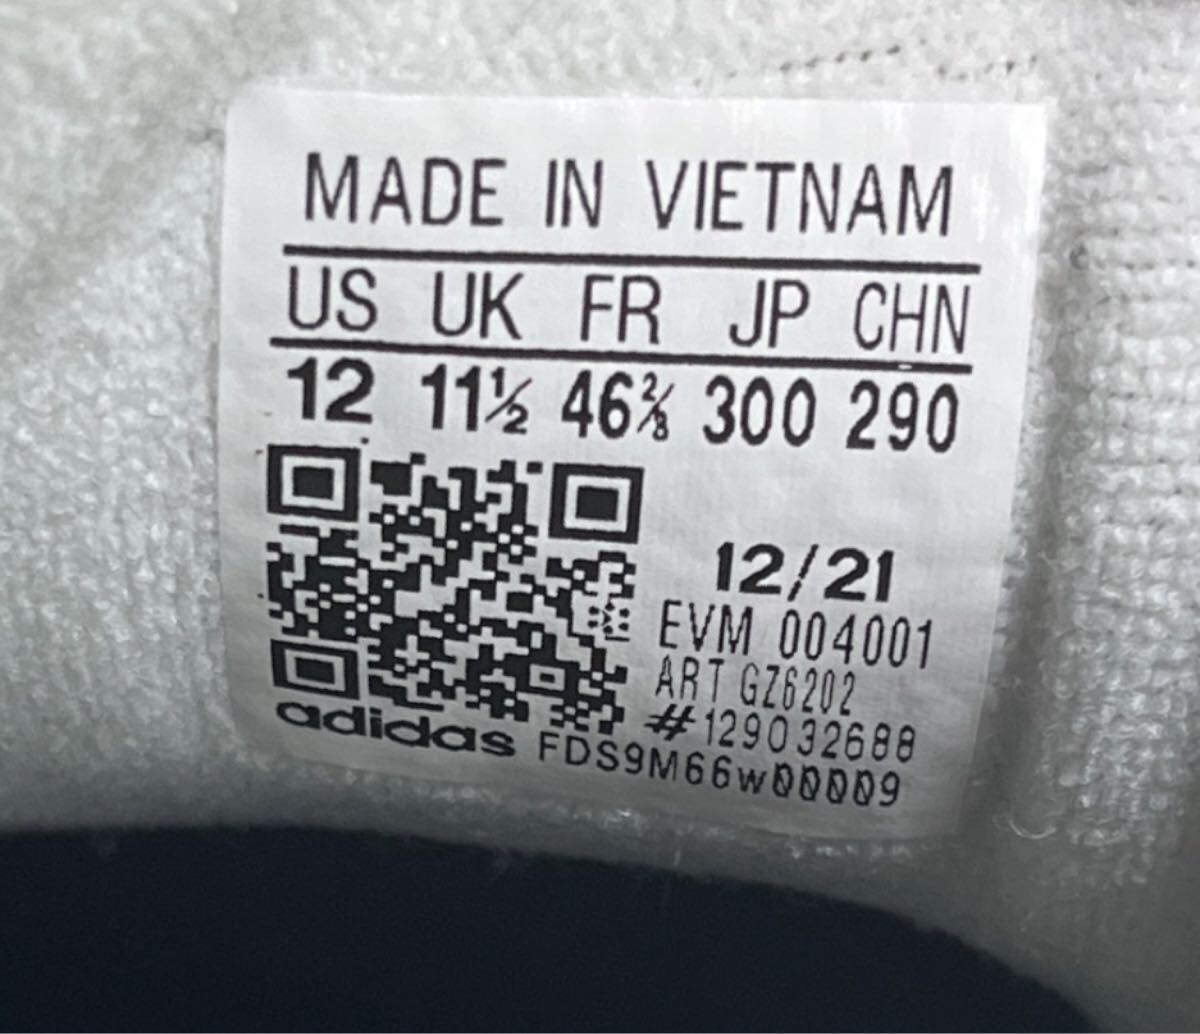 MADE IN VIETNAM
US UK FR JP CHN
12 11½ 46⅔ 300 290
12/21
EVM 004001
ART GZ6202
#129032688
adidas FDS9M66w00009